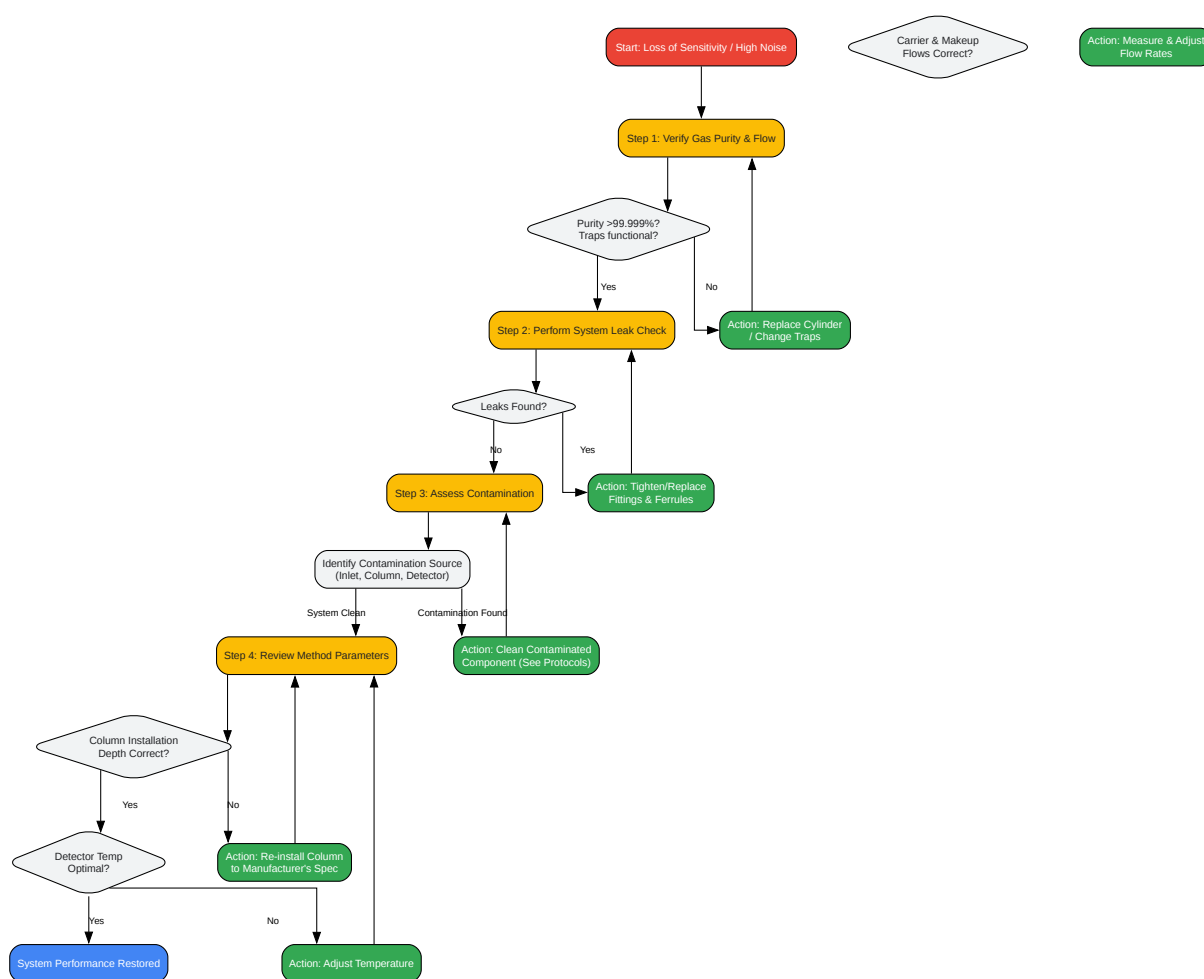 Start: Loss of Sensitivity / High Noise
Carrier & Makeup
Flows Correct?
Action: Measure & Adjust
Flow Rates
Step 1: Verify Gas Purity & Flow
Purity >99.999%?
Traps functional?
Yes
No
Step 2: Perform System Leak Check
Action: Replace Cylinder
/ Change Traps
Leaks Found?
No
Yes
Step 3: Assess Contamination
Action: Tighten/Replace
Fittings & Ferrules
Identify Contamination Source
(Inlet, Column, Detector)
System Clean
Contamination Found
Step 4: Review Method Parameters
Action: Clean Contaminated
Component (See Protocols)
Column Installation
Depth Correct?
Yes
No
Detector Temp
Optimal?
Action: Re-install Column
to Manufacturer's Spec
Yes
No
System Performance Restored
Action: Adjust Temperature